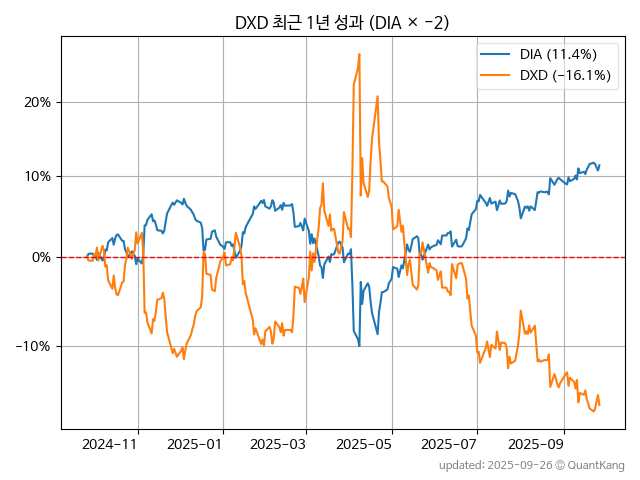 DXD 최근 1년 성과 (DIA × −2)
DIA (11.4%)
DXD (−16.1%)
20%
10%
0%
−10%
2024−11
2025−01
2025−03
2025−05
2025−07
2025−09
updated: 2025-09-26 © QuantKang